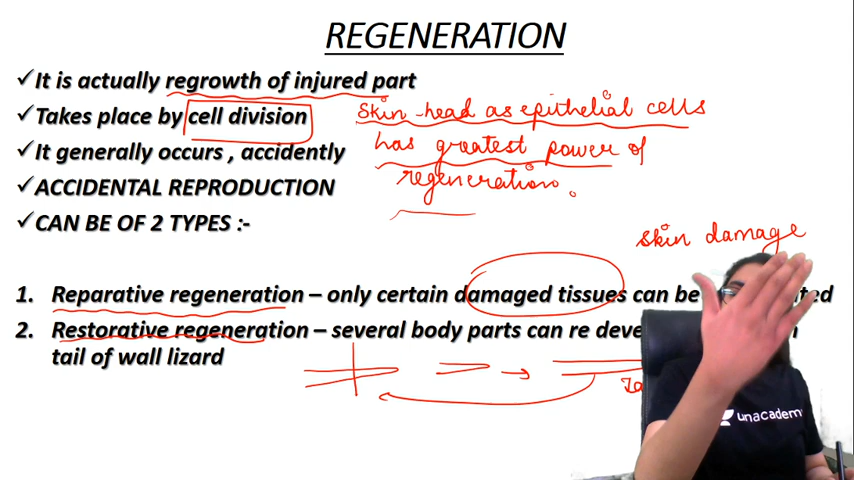 REGENERATION
✓It is actually regrowth of injured part
✓Takes place by cell division
✓It generally occurs , accidently
✓ACCIDENTAL REPRODUCTION
✓CAN BE OF 2 TYPES :-
Skin head as epithelial cells
has greatest power of
regeneration.
skin damage
1. Reparative regeneration – only certain damaged tissues can be
2. Restorative regeneration – several body parts can re
tail of wall lizard
unacademy